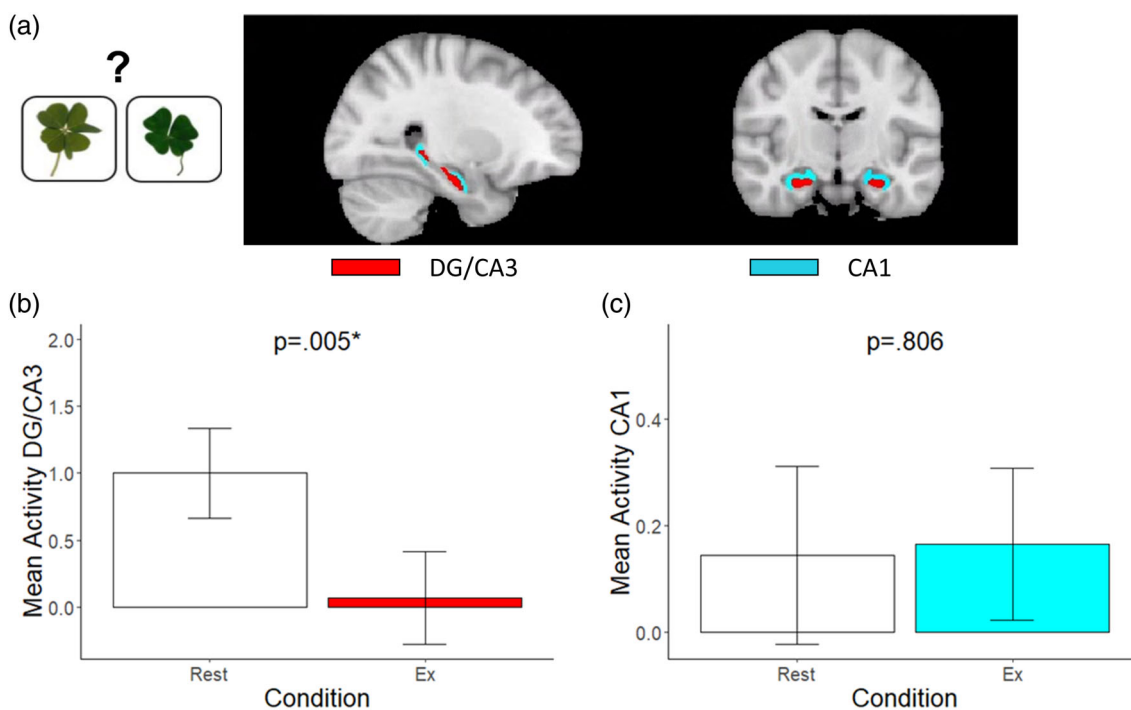 (a)
?
DG/CA3
CA1
(b)
p=.005*
2.0
1.5
1.0
0.5
0.0
Mean Activity DG/CA3
Rest
Ex
Condition
(c)
p=.806
0.4
0.2
0.0
Mean Activity CA1
Rest
Ex
Condition